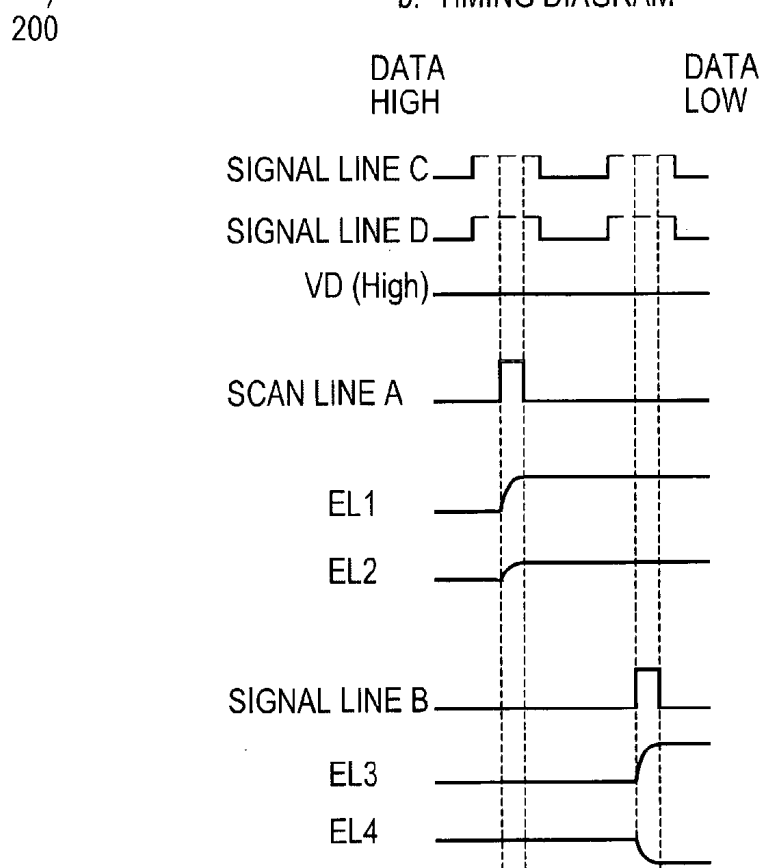 200
b. TIMING DIAGRAM
DATA
HIGH
DATA
LOW
SIGNAL LINE C
SIGNAL LINE D
VD (High)
SCAN LINE A
EL1
EL2
SIGNAL LINE B
EL3
EL4